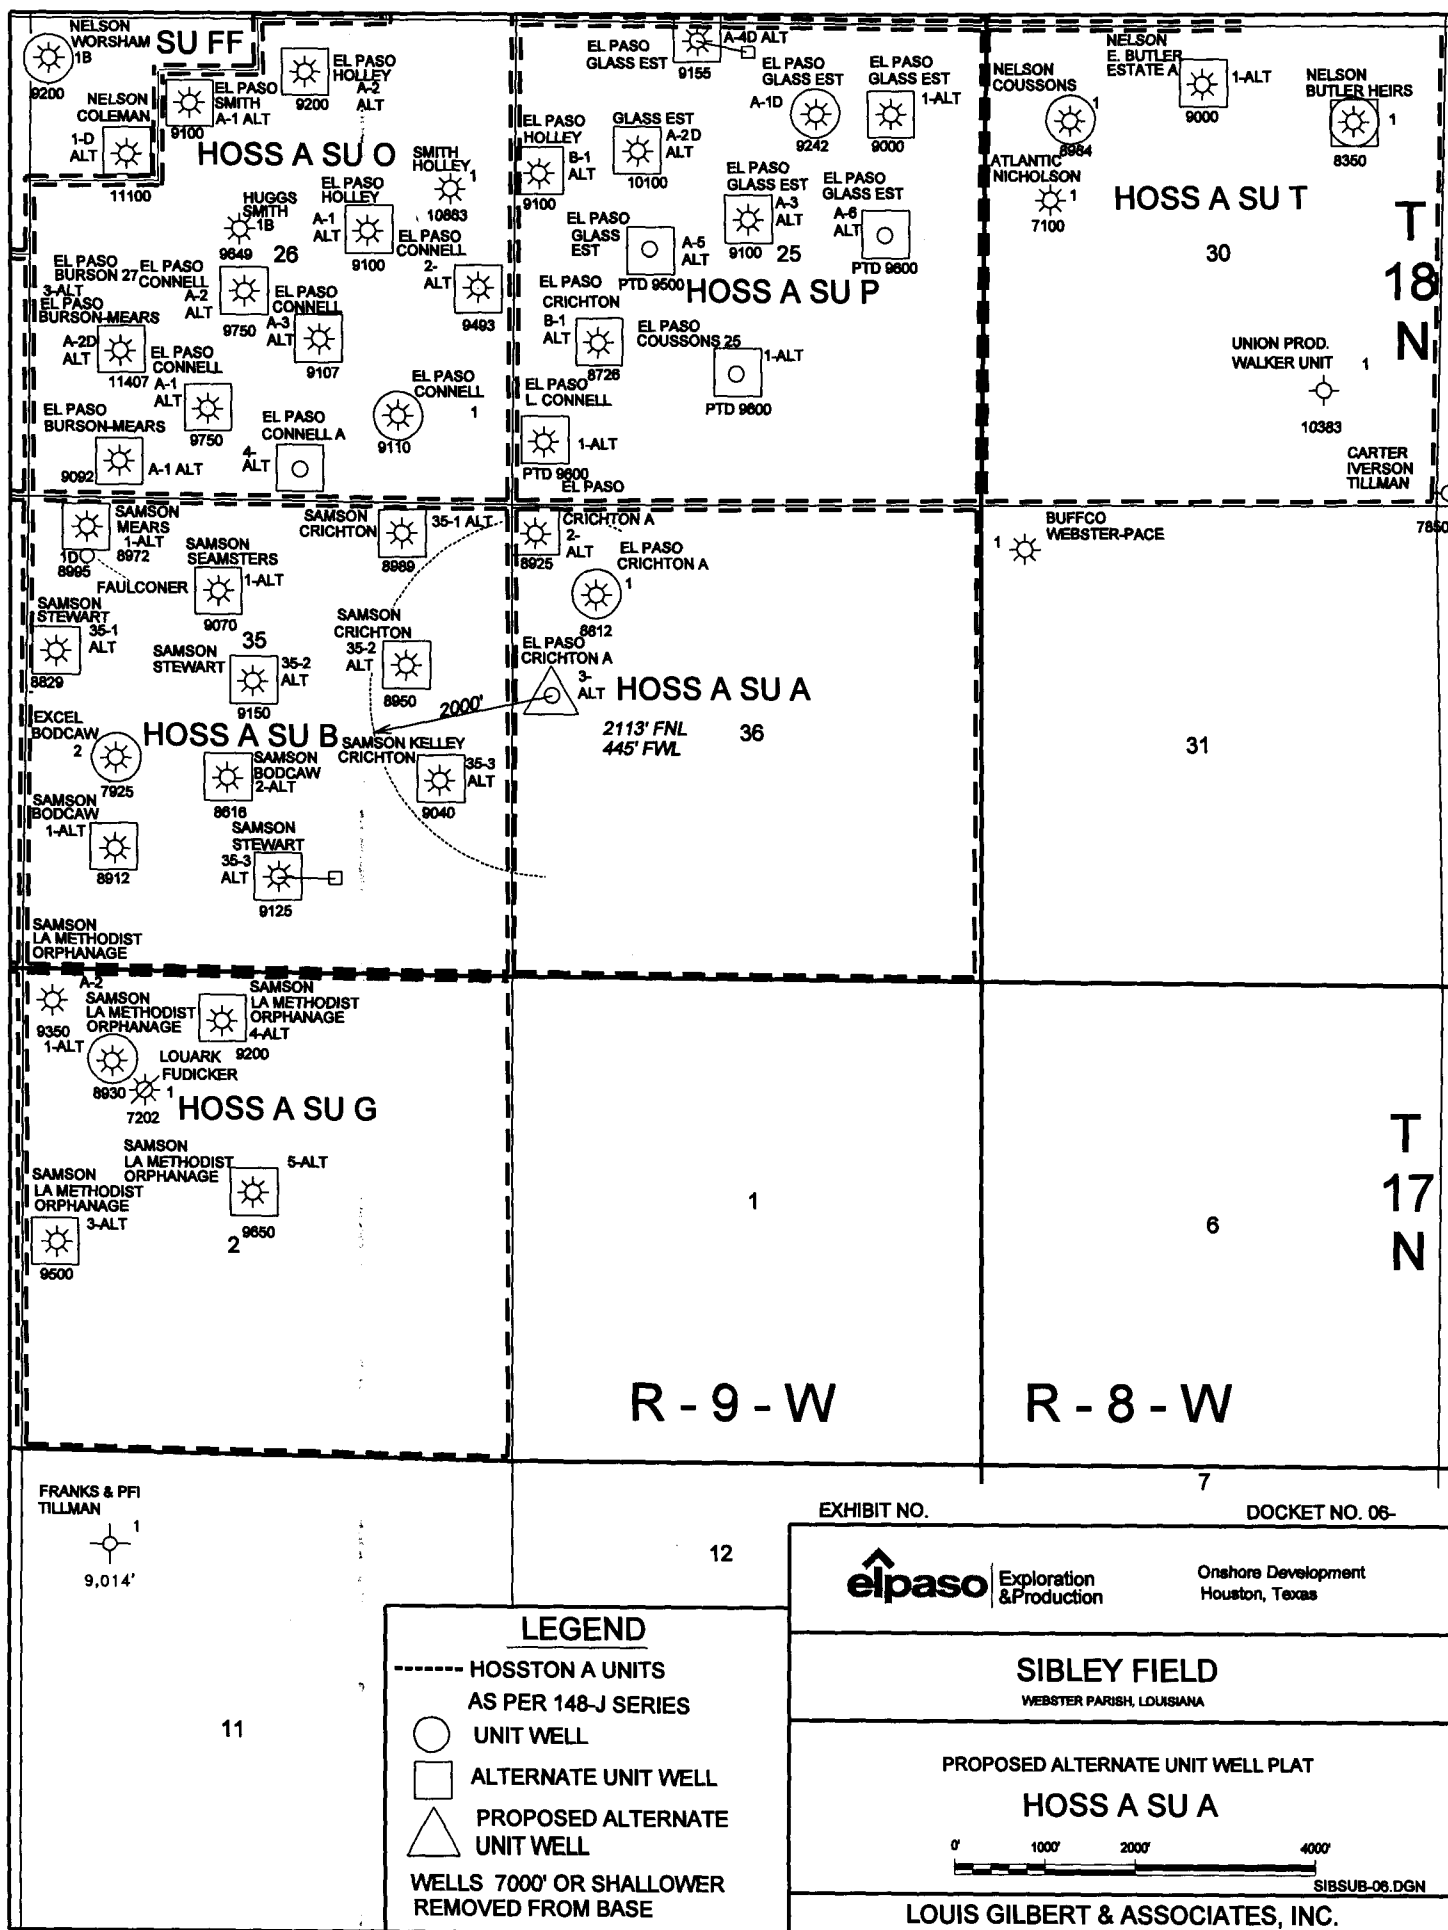 NELSON
WORSHAM
1B
9200
SU FF
NELSON
COLEMAN
1-D
ALT
11100
EL PASO
SMITH
A-1 ALT
9100
EL PASO
HOLLEY
A-2
ALT
9200
HOSS A SU O
SMITH
HOLLEY
1
10883
HUGGS
SMITH
1B
9649
26
EL PASO
HOLLEY
A-1
ALT
9100
EL PASO
CONNELL
2-
ALT
9493
EL PASO
BURSON 27
3-ALT
EL PASO
BURSON-MEARS
A-2D
ALT
11407
EL PASO
CONNELL
A-2
ALT
9750
EL PASO
CONNELL
A-3
ALT
9107
EL PASO
CONNELL
A-1
ALT
9750
EL PASO
CONNELL
1
9110
EL PASO
BURSON-MEARS
9092
A-1 ALT
EL PASO
CONNELL A
4-
ALT
EL PASO
GLASS EST
A-4D ALT
9155
EL PASO
GLASS EST
A-1D
9242
EL PASO
GLASS EST
1-ALT
9000
EL PASO
HOLLEY
B-1
ALT
9100
GLASS EST
A-2D
ALT
10100
EL PASO
GLASS EST
A-3
ALT
9100
EL PASO
GLASS EST
A-6
ALT
PTD 9600
EL PASO
GLASS
EST
A-5
ALT
PTD 9500
25
HOSS A SU P
EL PASO
CRICHTON
B-1
ALT
8726
EL PASO
COUSSONS 25
1-ALT
PTD 9600
EL PASO
L. CONNELL
1-ALT
PTD 9600
NELSON
COUSSONS
1
8984
NELSON
E. BUTLER
ESTATE A
1-ALT
9000
NELSON
BUTLER HEIRS
1
8350
ATLANTIC
NICHOLSON
1
7100
HOSS A SU T
30
T
18
N
UNION PROD.
WALKER UNIT
1
10383
CARTER
IVERSON
TILLMAN
7850
SAMSON
MEARS
1-ALT
8972
1D
8995
FAULCONER
SAMSON
SEAMSTERS
1-ALT
9070
SAMSON
CRICHTON
35-1 ALT
8989
SAMSON
STEWART
35-1
ALT
8829
35
SAMSON
STEWART
35-2
ALT
9150
SAMSON
CRICHTON
35-2
ALT
8950
2000'
EXCEL
BODCAW
2
7925
HOSS A SU B
SAMSON
BODCAW
2-ALT
8616
SAMSON KELLEY
CRICHTON
35-3
ALT
9040
SAMSON
BODCAW
1-ALT
8912
SAMSON
STEWART
35-3
ALT
9125
EL PASO
CRICHTON A
2-
ALT
8925
EL PASO
CRICHTON A
1
8612
EL PASO
CRICHTON A
3-
ALT
HOSS A SU A
2113' FNL
445' FWL
36
BUFFCO
WEBSTER-PACE
1
31
SAMSON
LA METHODIST
ORPHANAGE
A-2
9350
SAMSON
LA METHODIST
ORPHANAGE
1-ALT
8930
SAMSON
LA METHODIST
ORPHANAGE
4-ALT
9200
LOUARK
FUDICKER
1
7202
HOSS A SU G
SAMSON
LA METHODIST
ORPHANAGE
5-ALT
9650
SAMSON
LA METHODIST
ORPHANAGE
3-ALT
9500
2
1
6
T
17
N
R - 9 - W
R - 8 - W
FRANKS & PFI
TILLMAN
1
9,014'
11
12
7
EXHIBIT NO.
DOCKET NO. 06-
elpaso
Exploration
&Production
Onshore Development
Houston, Texas
SIBLEY FIELD
WEBSTER PARISH, LOUISIANA
PROPOSED ALTERNATE UNIT WELL PLAT
HOSS A SU A
0' 1000' 2000' 4000'
SIBSUB-06.DGN
LOUIS GILBERT & ASSOCIATES, INC.
LEGEND
------- HOSSTON A UNITS
AS PER 148-J SERIES
UNIT WELL
ALTERNATE UNIT WELL
PROPOSED ALTERNATE
UNIT WELL
WELLS 7000' OR SHALLOWER
REMOVED FROM BASE